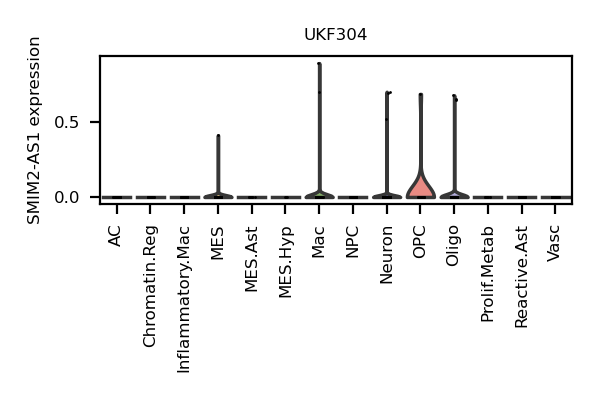 UKF304
SMIM2-AS1 expression
0.5
0.0
AC
Chromatin.Reg
Inflammatory.Mac
MES
MES.Ast
MES.Hyp
Mac
NPC
Neuron
OPC
Oligo
Prolif.Metab
Reactive.Ast
Vasc